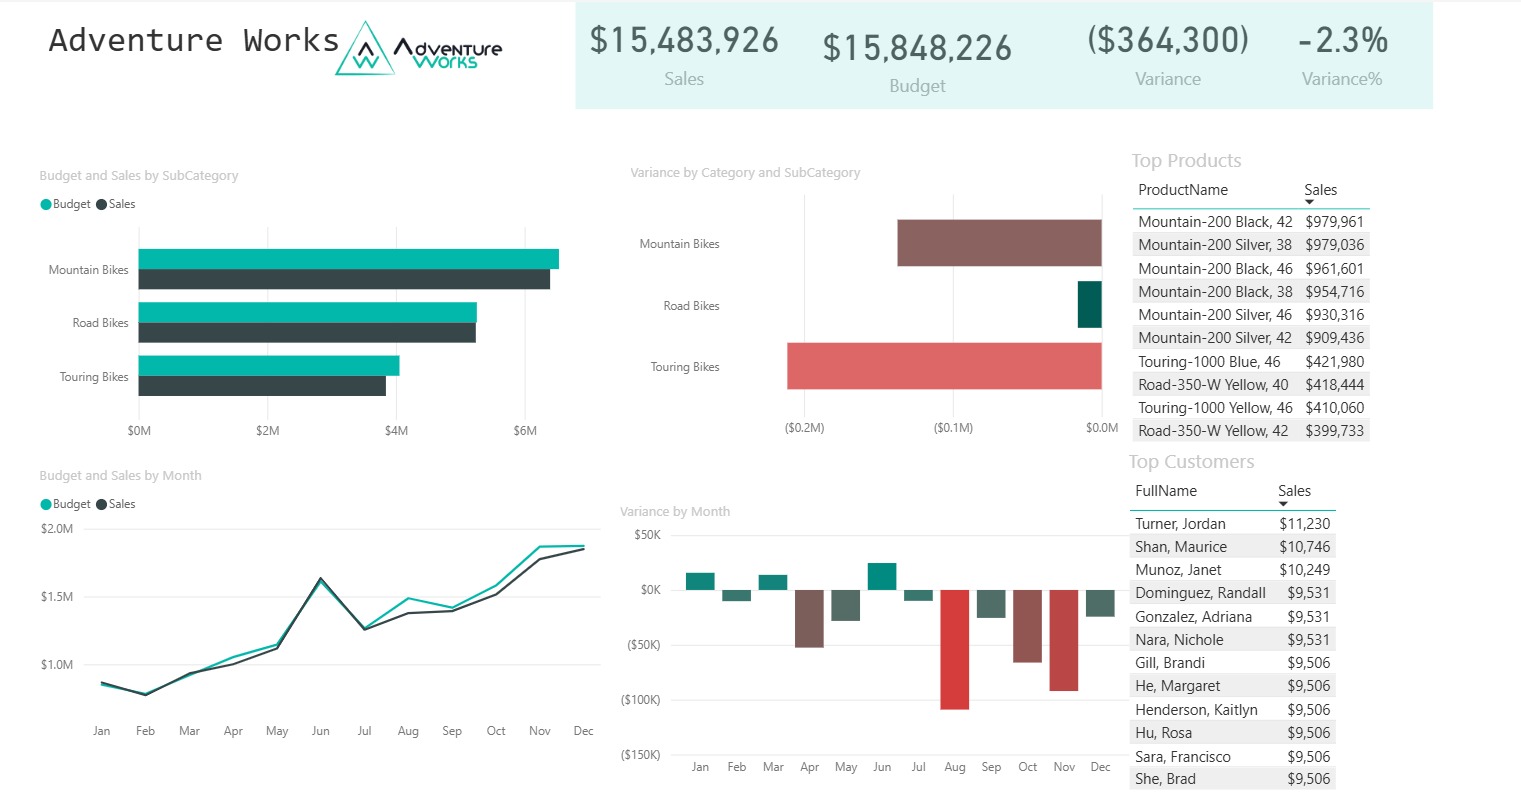 Adventure Works
Adventure
Works
$15,483,926
Sales
$15,848,226
Budget
($364,300)
Variance
-2.3%
Variance%
Budget and Sales by SubCategory
Budget Sales
Mountain Bikes
Road Bikes
Touring Bikes
$0M $2M $4M $6M
Variance by Category and SubCategory
Mountain Bikes
Road Bikes
Touring Bikes
($0.2M) ($0.1M) $0.0M
Top Products
ProductName Sales
Mountain-200 Black, 42 $979,961
Mountain-200 Silver, 38 $979,036
Mountain-200 Black, 46 $961,601
Mountain-200 Black, 38 $954,716
Mountain-200 Silver, 46 $930,316
Mountain-200 Silver, 42 $909,436
Touring-1000 Blue, 46 $421,980
Road-350-W Yellow, 40 $418,444
Touring-1000 Yellow, 46 $410,060
Road-350-W Yellow, 42 $399,733
Budget and Sales by Month
Budget Sales
$2.0M
$1.5M
$1.0M
Jan Feb Mar Apr May Jun Jul Aug Sep Oct Nov Dec
Variance by Month
$50K
$0K
($50K)
($100K)
($150K)
Jan Feb Mar Apr May Jun Jul Aug Sep Oct Nov Dec
Top Customers
FullName Sales
Turner, Jordan $11,230
Shan, Maurice $10,746
Munoz, Janet $10,249
Dominguez, Randall $9,531
Gonzalez, Adriana $9,531
Nara, Nichole $9,531
Gill, Brandi $9,506
He, Margaret $9,506
Henderson, Kaitlyn $9,506
Hu, Rosa $9,506
Sara, Francisco $9,506
She, Brad $9,506